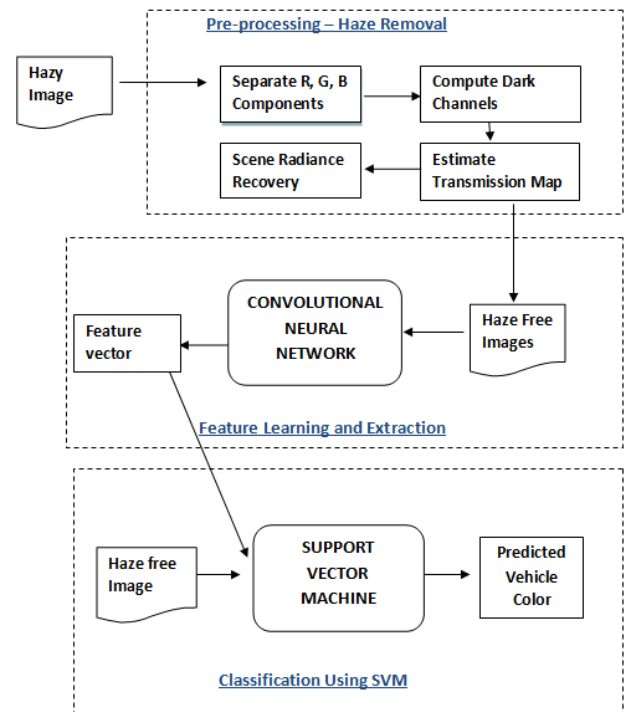 Pre-processing – Haze Removal
Hazy
Image
Separate R, G, B
Components
Compute Dark
Channels
Scene Radiance
Recovery
Estimate
Transmission Map
CONVOLUTIONAL
NEURAL
NETWORK
Haze Free
Images
Feature
vector
Feature Learning and Extraction
Haze free
Image
SUPPORT
VECTOR
MACHINE
Predicted
Vehicle
Color
Classification Using SVM